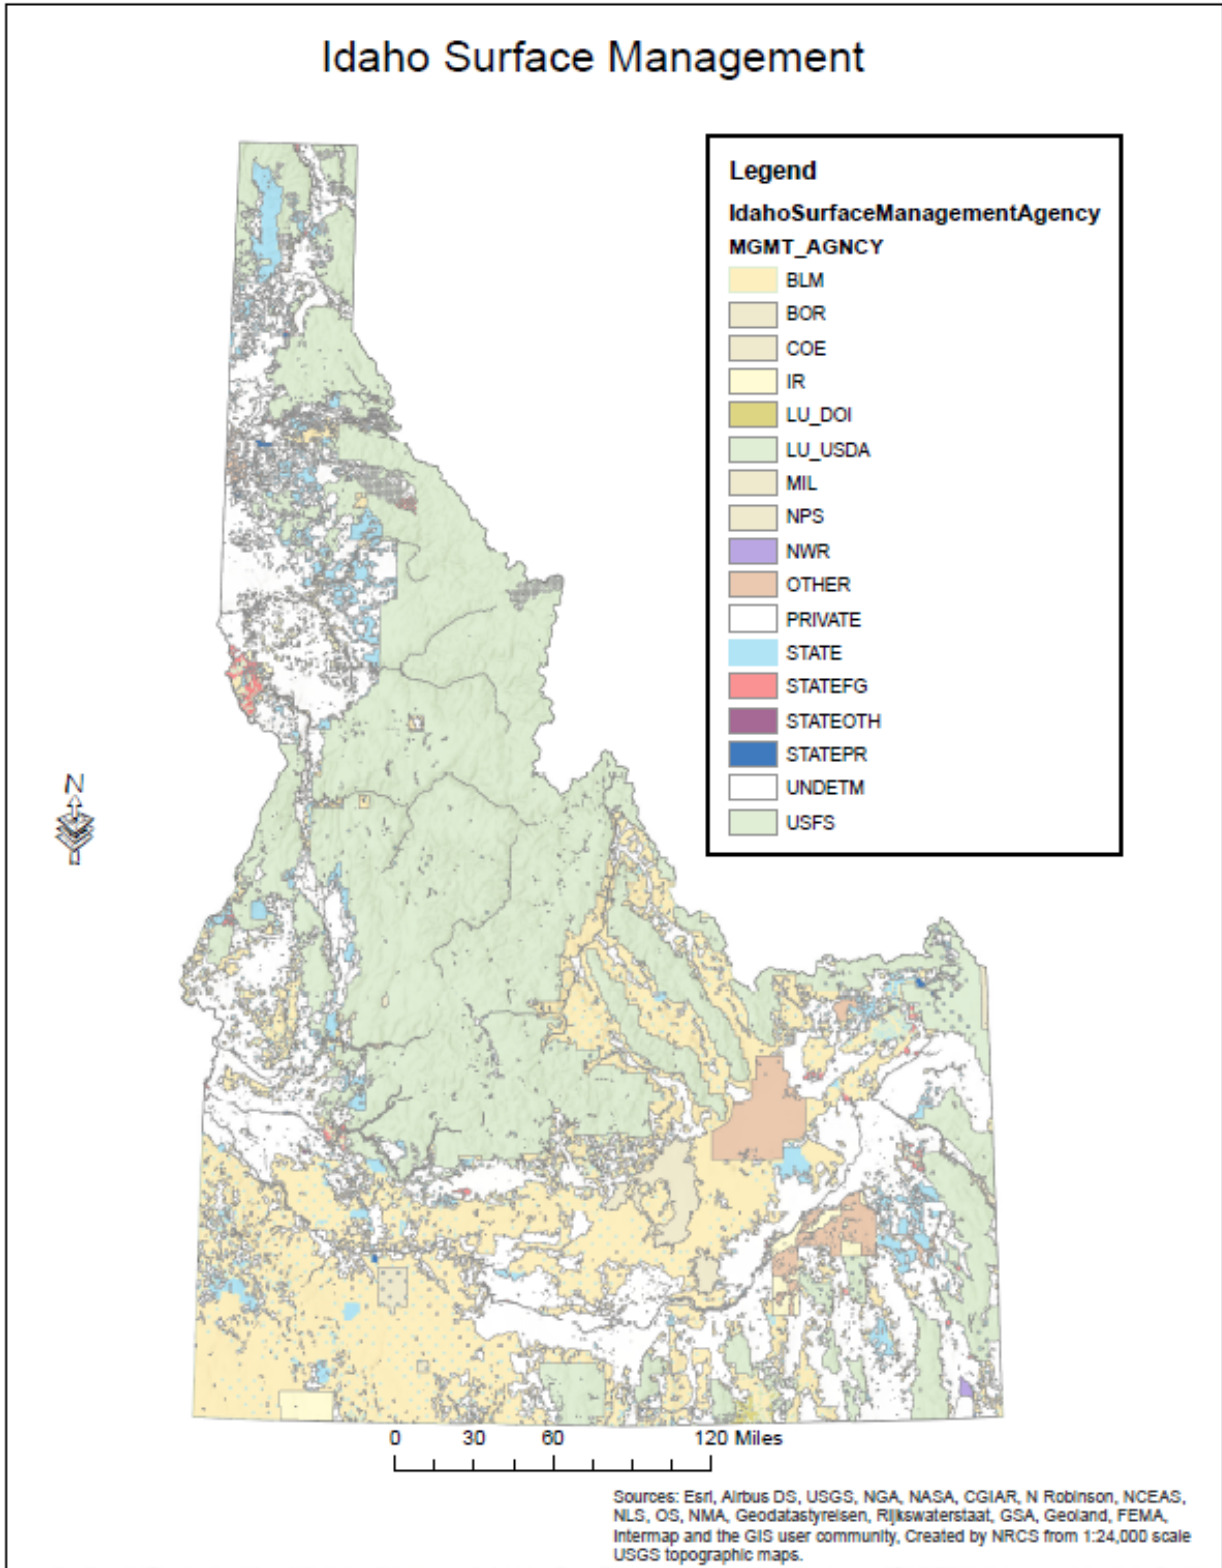 Idaho Surface Management
Legend
IdahoSurfaceManagementAgency
MGMT_AGNCY
BLM
BOR
COE
IR
LU_DOI
LU_USDA
MIL
NPS
NWR
OTHER
PRIVATE
STATE
STATEFG
STATEOTH
STATEPR
UNDETM
USFS
N
0 30 60 120 Miles
Sources: Esri, Airbus DS, USGS, NGA, NASA, CGIAR, N Robinson, NCEAS,
NLS, OS, NMA, Geodatastyrelsen, Rijkswaterstaat, GSA, Geoland, FEMA,
Intermap and the GIS user community, Created by NRCS from 1:24,000 scale
USGS topographic maps.